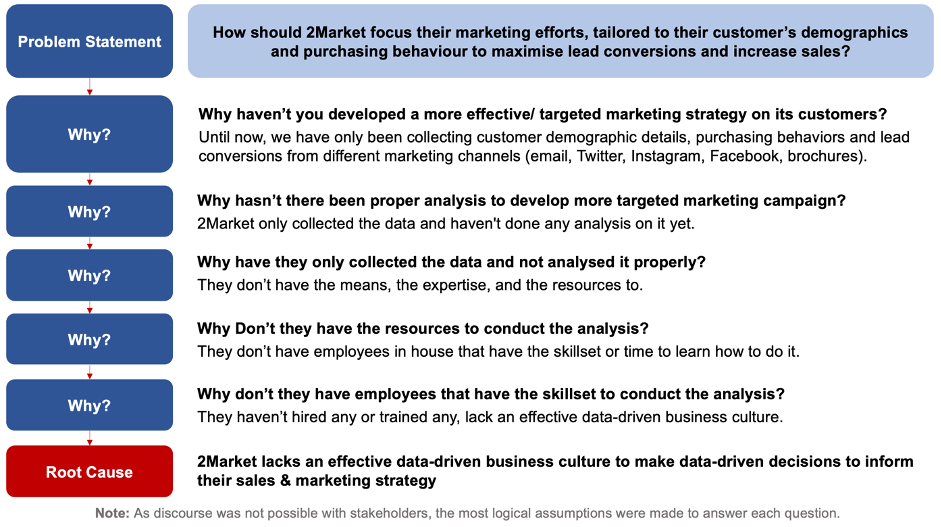 Problem Statement
How should 2Market focus their marketing efforts, tailored to their customer's demographics
and purchasing behaviour to maximise lead conversions and increase sales?
Why?
Why haven't you developed a more effective/ targeted marketing strategy on its customers?
Until now, we have only been collecting customer demographic details, purchasing behaviors and lead
conversions from different marketing channels (email, Twitter, Instagram, Facebook, brochures).
Why?
Why hasn't there been proper analysis to develop more targeted marketing campaign?
2Market only collected the data and haven't done any analysis on it yet.
Why?
Why have they only collected the data and not analysed it properly?
They don't have the means, the expertise, and the resources to.
Why?
Why Don't they have the resources to conduct the analysis?
They don't have employees in house that have the skillset or time to learn how to do it.
Why?
Why don't they have employees that have the skillset to conduct the analysis?
They haven't hired any or trained any, lack an effective data-driven business culture.
Root Cause
2Market lacks an effective data-driven business culture to make data-driven decisions to inform
their sales & marketing strategy
Note: As discourse was not possible with stakeholders, the most logical assumptions were made to answer each question.